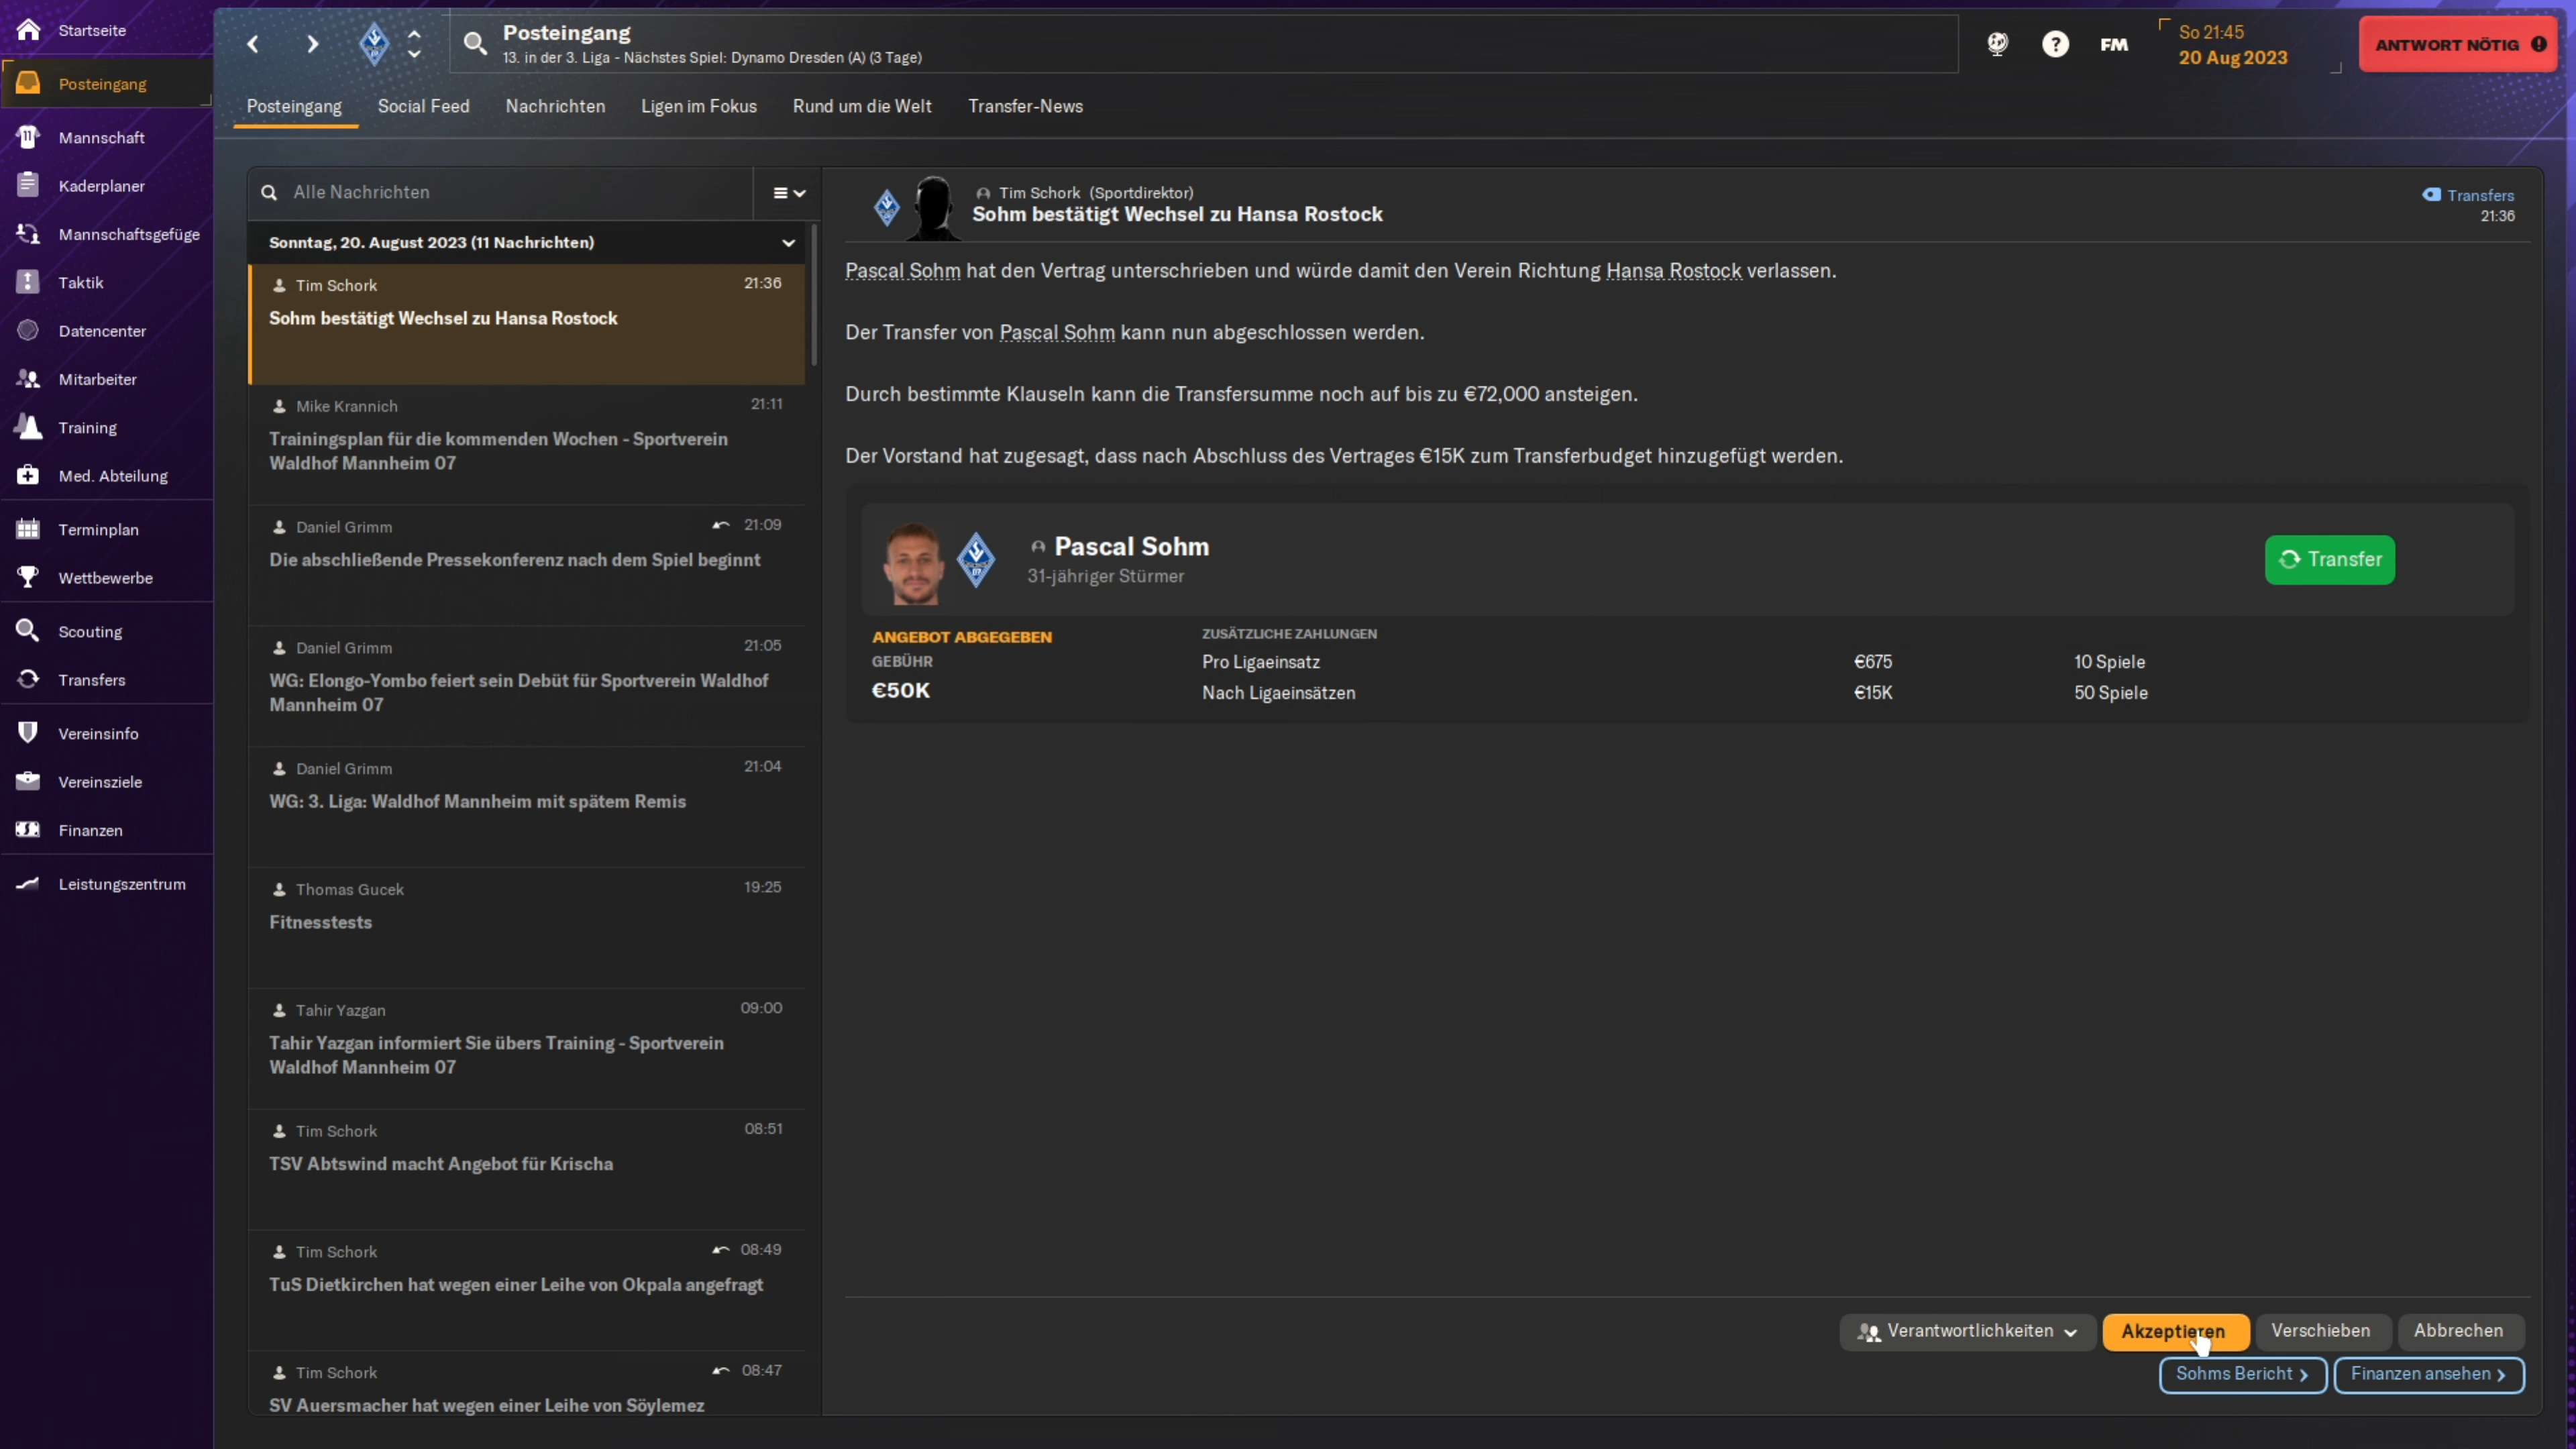 Startseite
Posteingang
Mannschaft
Kaderplaner
Mannschaftsgefüge
Taktik
Datencenter
Mitarbeiter
Training
Med. Abteilung
Terminplan
Wettbewerbe
Scouting
Transfers
Vereinsinfo
Vereinsziele
Finanzen
Leistungszentrum
Posteingang
13. in der 3. Liga - Nächstes Spiel: Dynamo Dresden (A) (3 Tage)
FM
So 21:45
20 Aug 2023
ANTWORT NÖTIG
Posteingang Social Feed Nachrichten Ligen im Fokus Rund um die Welt Transfer-News
Alle Nachrichten
Sonntag, 20. August 2023 (11 Nachrichten)
Tim Schork 21:36
Sohm bestätigt Wechsel zu Hansa Rostock
Mike Krannich 21:11
Trainingsplan für die kommenden Wochen - Sportverein
Waldhof Mannheim 07
Daniel Grimm 21:09
Die abschließende Pressekonferenz nach dem Spiel beginnt
Daniel Grimm 21:05
WG: Elongo-Yombo feiert sein Debüt für Sportverein Waldhof
Mannheim 07
Daniel Grimm 21:04
WG: 3. Liga: Waldhof Mannheim mit spätem Remis
Thomas Gucek 19:25
Fitnesstests
Tahir Yazgan 09:00
Tahir Yazgan informiert Sie übers Training - Sportverein
Waldhof Mannheim 07
Tim Schork 08:51
TSV Abtswind macht Angebot für Krischa
Tim Schork 08:49
TuS Dietkirchen hat wegen einer Leihe von Okpala angefragt
Tim Schork 08:47
SV Auersmacher hat wegen einer Leihe von Söylemez
Tim Schork (Sportdirektor)
Sohm bestätigt Wechsel zu Hansa Rostock
Transfers
21:36
Pascal Sohm hat den Vertrag unterschrieben und würde damit den Verein Richtung Hansa Rostock verlassen.
Der Transfer von Pascal Sohm kann nun abgeschlossen werden.
Durch bestimmte Klauseln kann die Transfersumme noch auf bis zu €72,000 ansteigen.
Der Vorstand hat zugesagt, dass nach Abschluss des Vertrages €15K zum Transferbudget hinzugefügt werden.
Pascal Sohm
31-jähriger Stürmer
Transfer
ANGEBOT ABGEGEBEN
GEBÜHR
€50K
ZUSÄTZLICHE ZAHLUNGEN
Pro Ligaeinsatz €675 10 Spiele
Nach Ligaeinsätzen €15K 50 Spiele
Verantwortlichkeiten Akzeptieren Verschieben Abbrechen
Sohms Bericht Finanzen ansehen